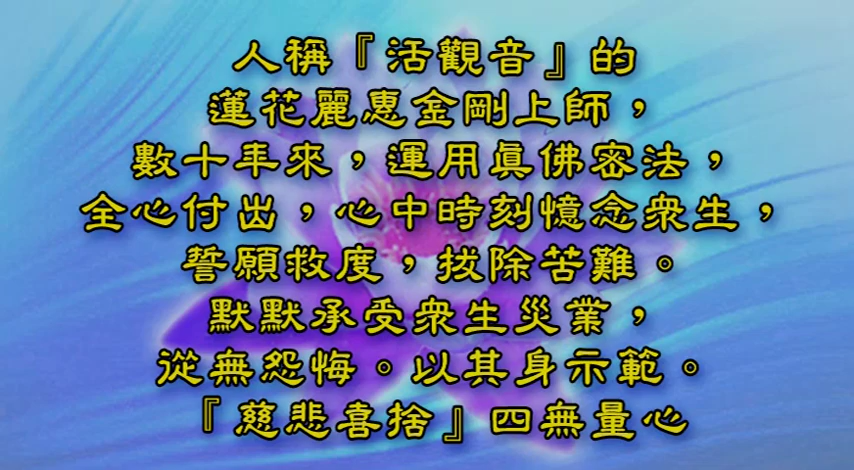 人稱『活觀音』的
蓮花麗惠金剛上師，
數十年來，運用真佛密法，
全心付出，心中時刻憶念眾生，
誓願救度，拔除苦難。
默默承受眾生災業，
從無怨悔。以其身示範。
『慈悲喜捨』四無量心